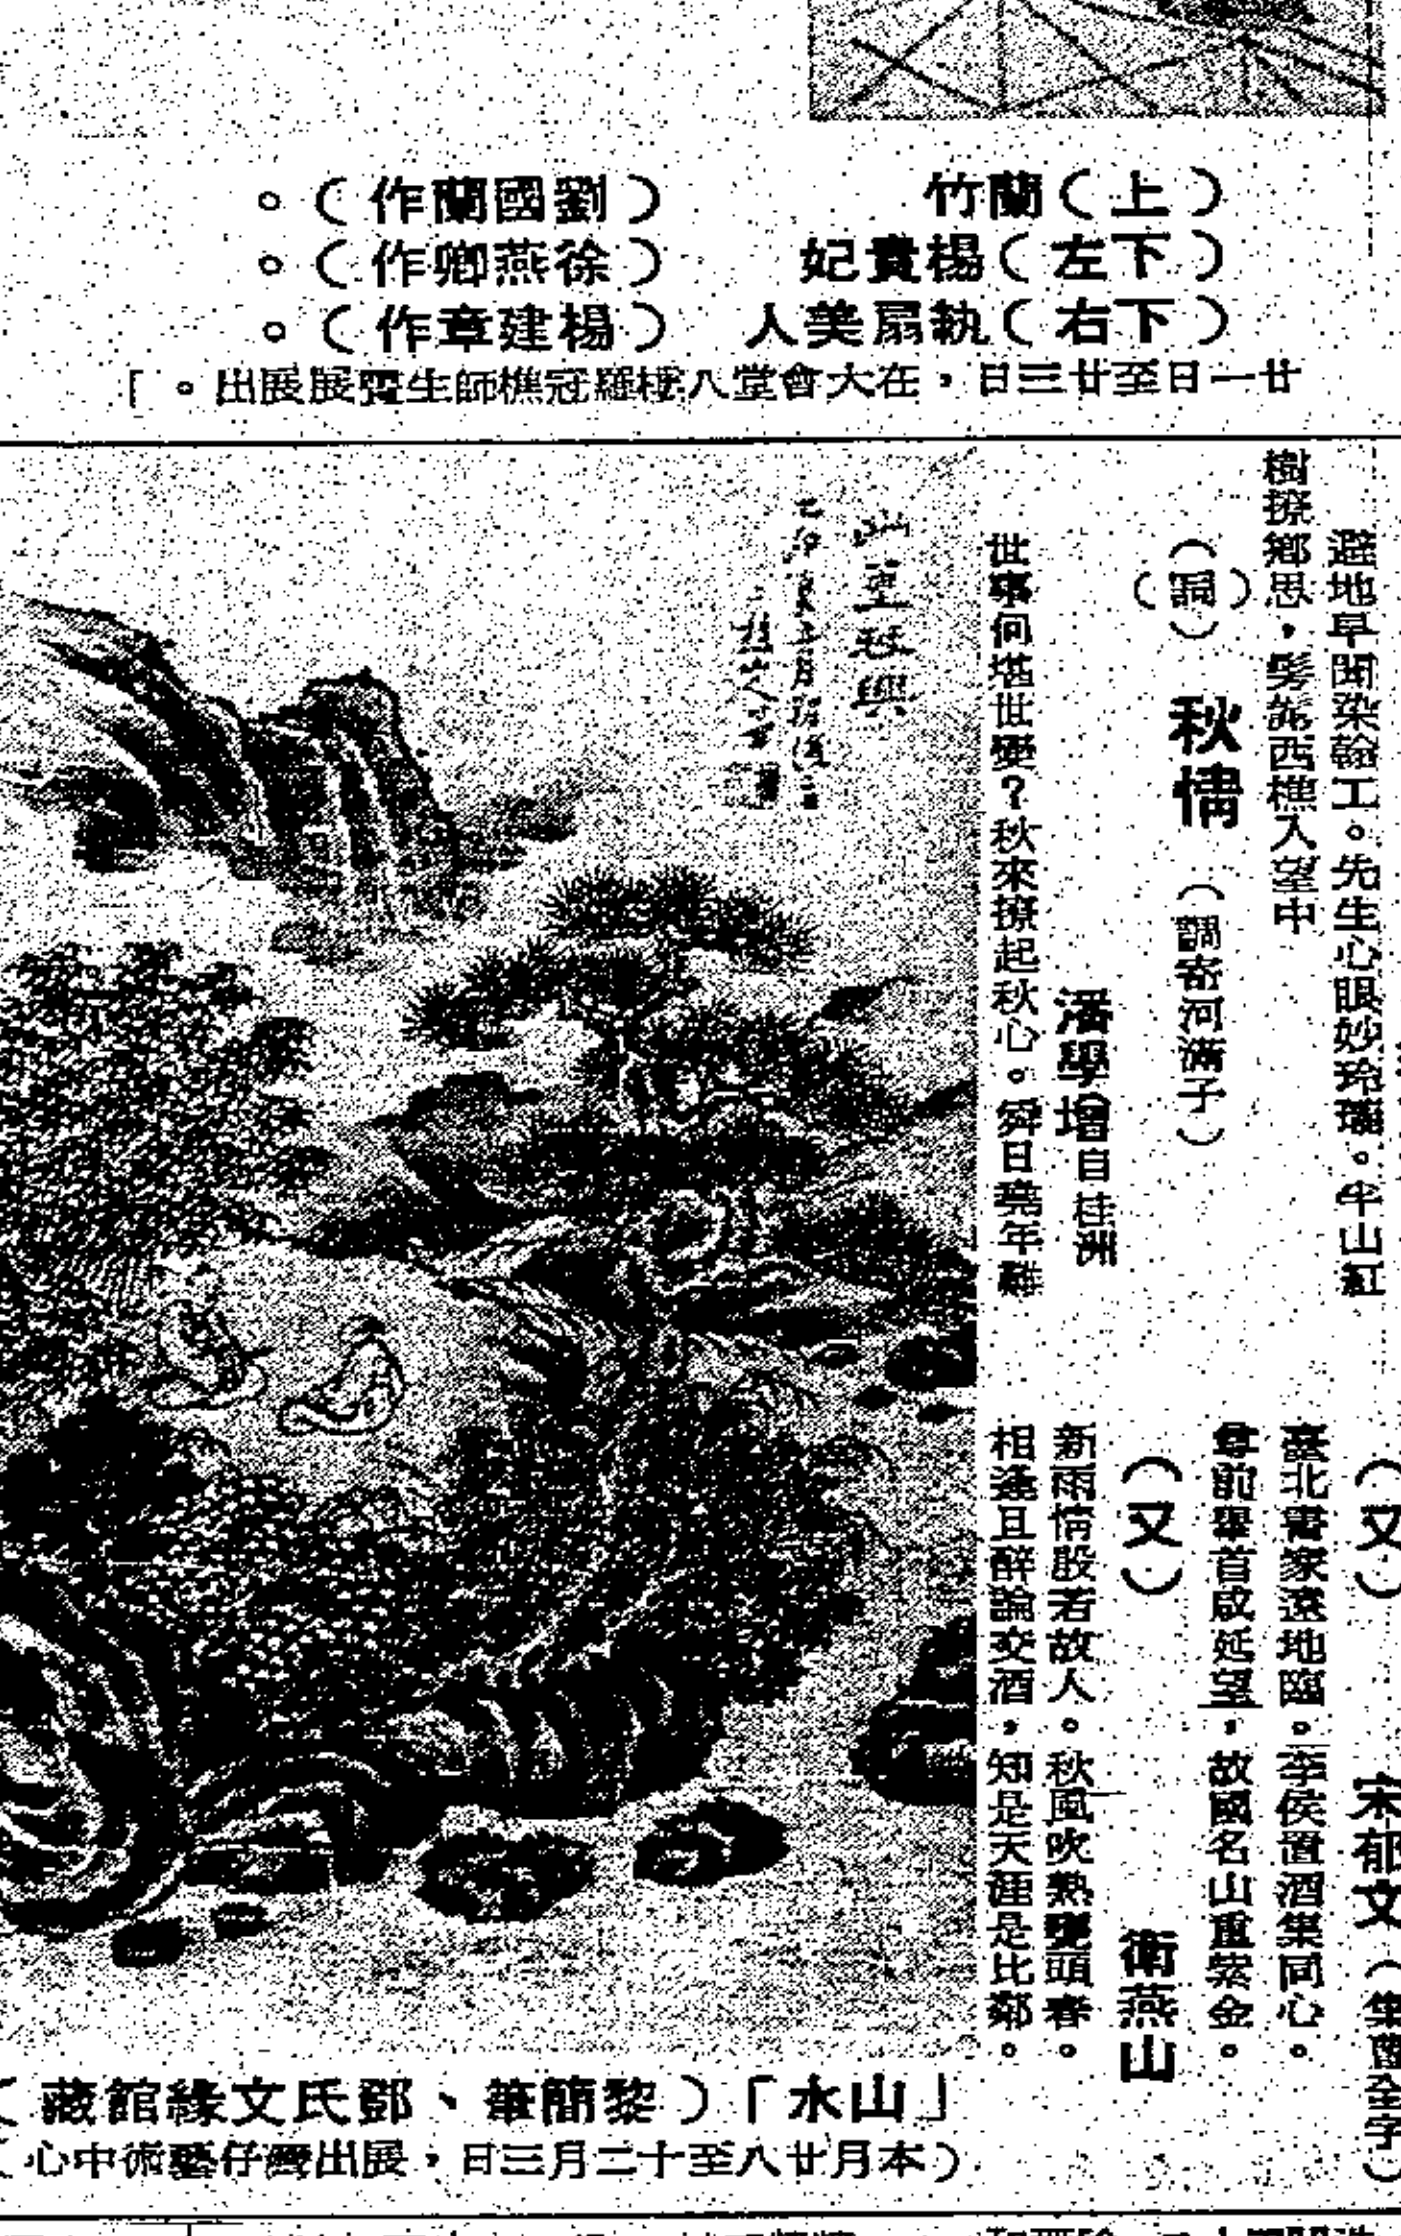 （上）蘭竹　（劉國蘭作）。
（下左）楊貴妃　（徐燕卿作）。
（下右）執扇美人　（楊建章作）。
廿一日至廿三日，在大會堂八樓羅冠樵師生畫展展出。「
避地早聞染翰工。先生心眼妙玲瓏。半山紅
樹撩鄉思，髣髴西樵入望中
（詞）　秋情　（調寄河滿子）
潘學增自桂洲
世事何堪世變？秋來撩起秋心。舜日堯年難
（又）　宋郁文（集蘭亭字）
臺北書家遠地臨。李侯置酒集同心。
尊前舉首咸延望，故國名山重紫金。
（又）　衛燕山
新雨情殷若故人。秋風吹熟甕頭春。
相逢且醉論交酒，知是天涯是比鄰。
「山水」（黎簡筆、鄧氏文緣館藏）
（本月廿八至十二月三日，展出灣仔藝術中心）